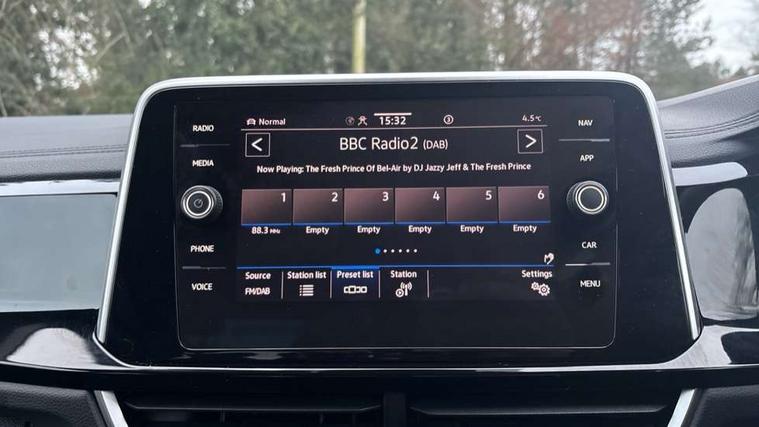 RADIO
MEDIA
PHONE
VOICE
Normal
15:32
3
4.5°C
<
BBC Radio2 (DAB)
>
Now Playing: The Fresh Prince Of Bel-Air by DJ Jazzy Jeff & The Fresh Prince
1 2 3 4 5 6
88.3 MHz Empty Empty Empty Empty Empty
Source Station list Preset list Station Settings
FM/DAB
NAV
APP
CAR
MENU